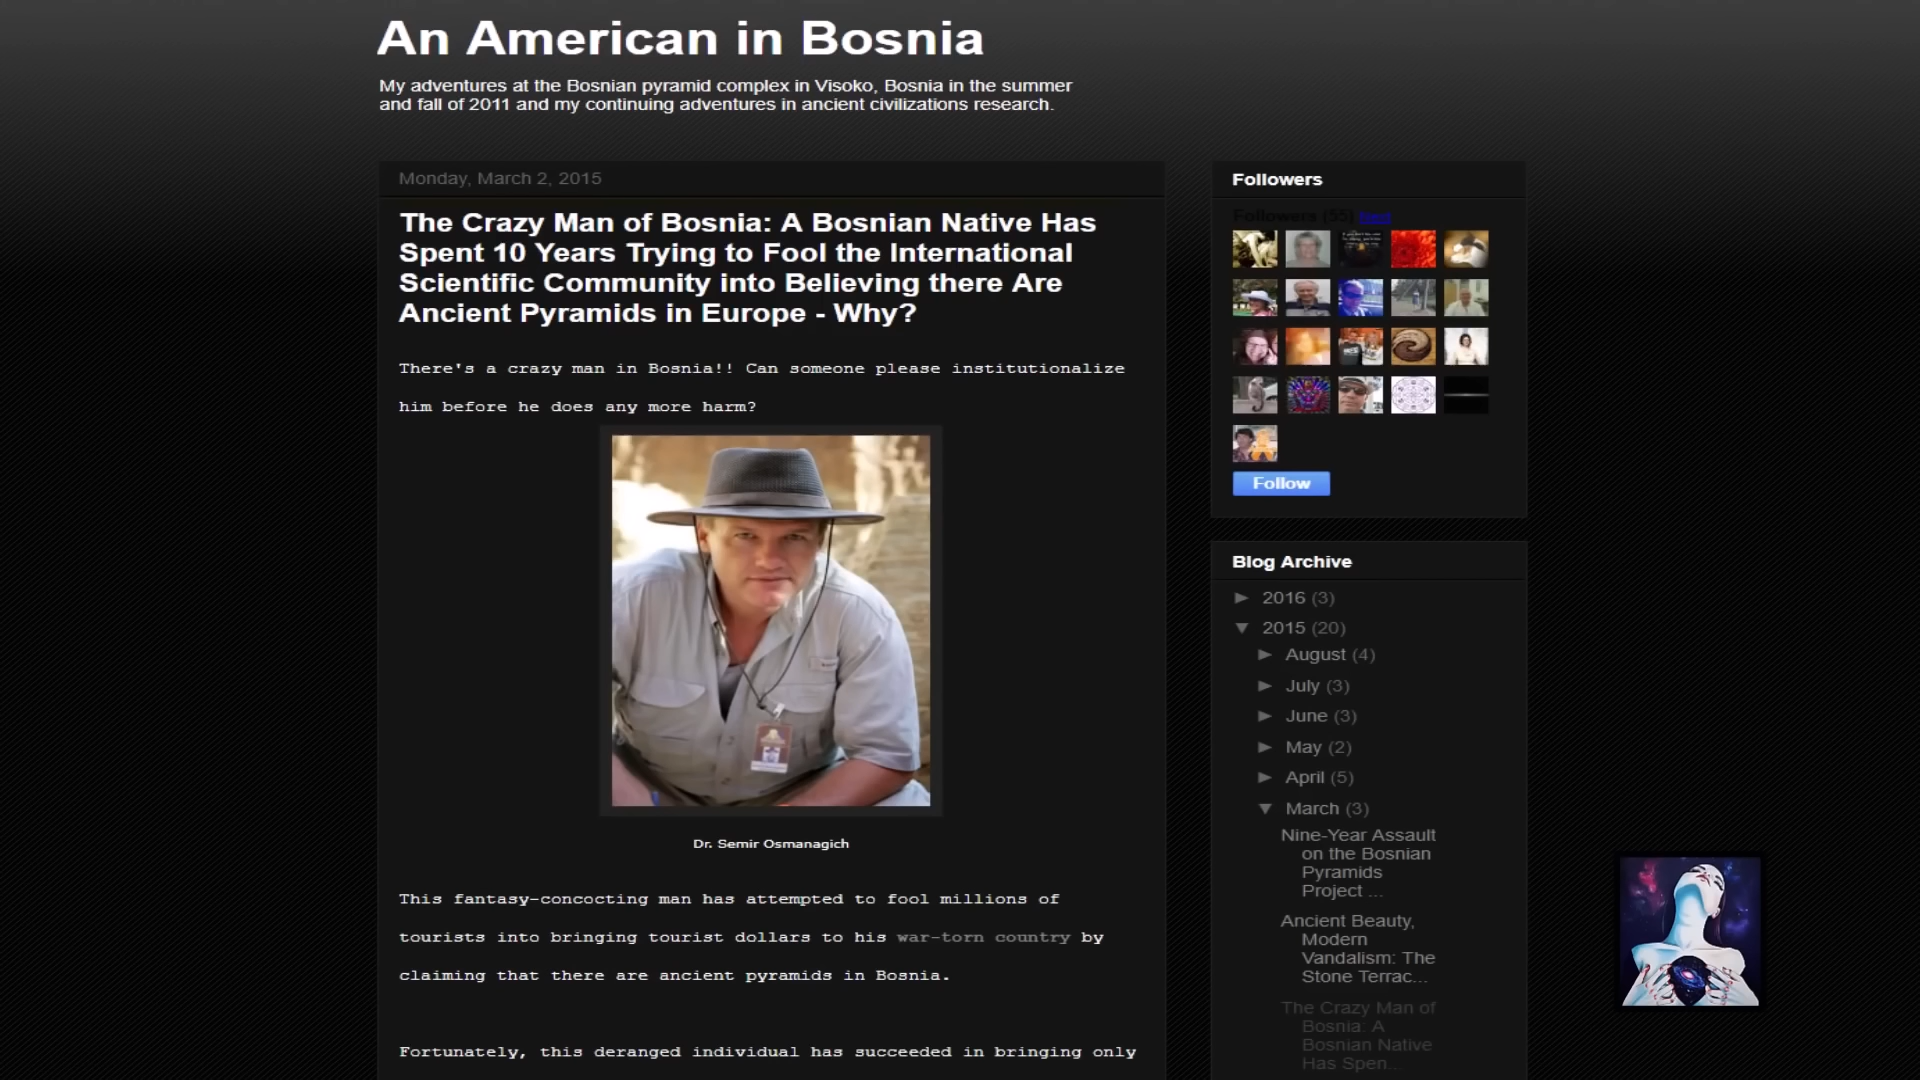 An American in Bosnia
My adventures at the Bosnian pyramid complex in Visoko, Bosnia in the summer
and fall of 2011 and my continuing adventures in ancient civilizations research.
Monday, March 2, 2015
The Crazy Man of Bosnia: A Bosnian Native Has
Spent 10 Years Trying to Fool the International
Scientific Community into Believing there Are
Ancient Pyramids in Europe - Why?
There's a crazy man in Bosnia!! Can someone please institutionalize
him before he does any more harm?
Dr. Semir Osmanagich
This fantasy-concocting man has attempted to fool millions of
tourists into bringing tourist dollars to his war-torn country by
claiming that there are ancient pyramids in Bosnia.
Fortunately, this deranged individual has succeeded in bringing only
Followers
Followers (55) Next
Follow
Blog Archive
► 2016 (3)
▼ 2015 (20)
► August (4)
► July (3)
► June (3)
► May (2)
► April (5)
▼ March (3)
Nine-Year Assault
on the Bosnian
Pyramids
Project ...
Ancient Beauty,
Modern
Vandalism: The
Stone Terrac...
The Crazy Man of
Bosnia: A
Bosnian Native
Has Spen...